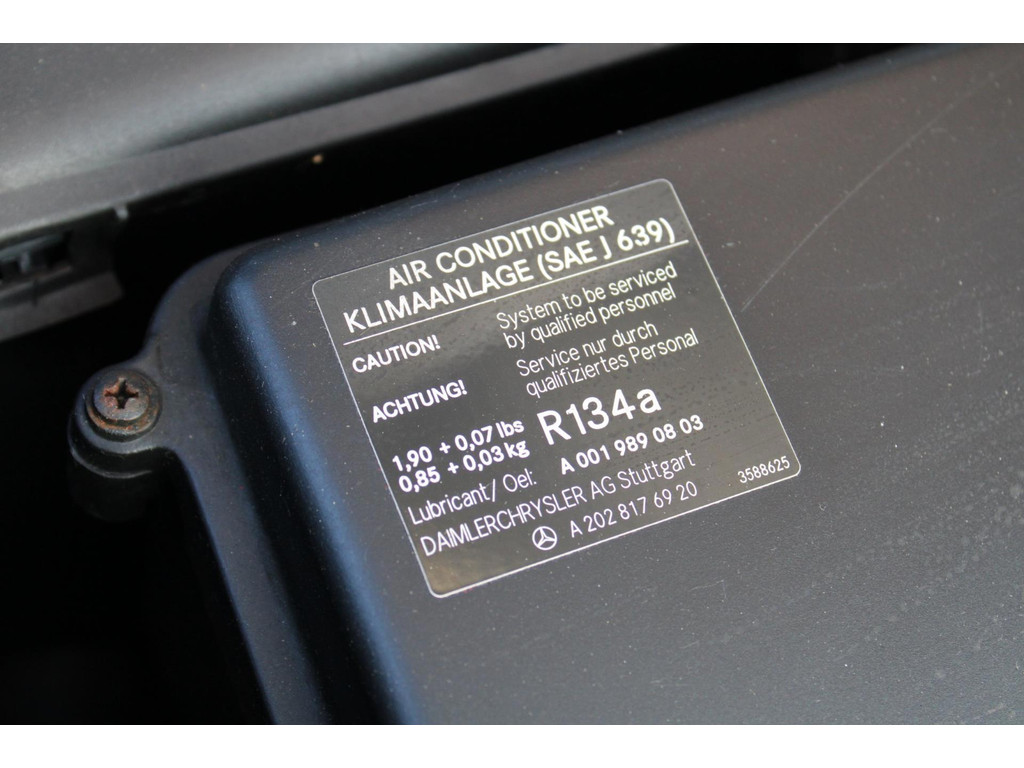 AIR CONDITIONER
KLIMAANLAGE (SAE J 639)
CAUTION! System to be serviced
by qualified personnel
ACHTUNG! Service nur durch
qualifiziertes Personal
1,90 + 0,07 lbs
0,85 + 0,03 kg R134a
Lubricant/ Oel: A 001 989 08 03
DAIMLERCHRYSLER AG Stuttgart 3588625
A 202 817 69 20